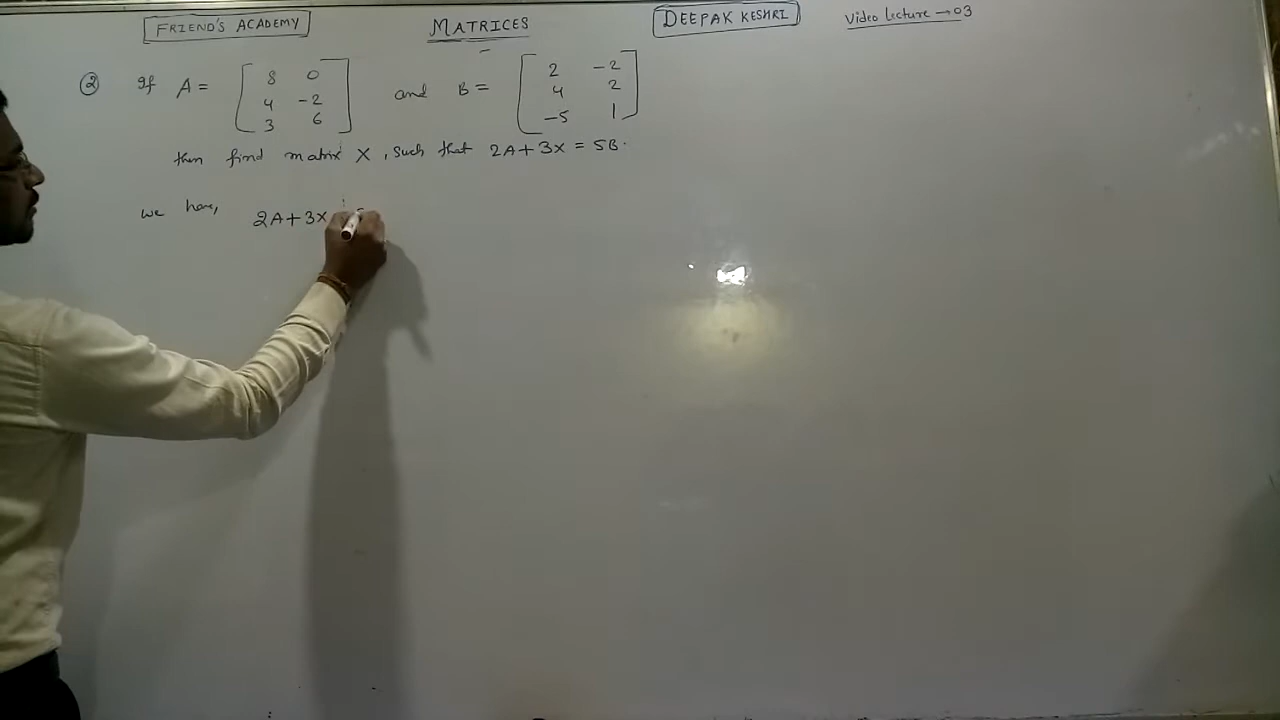 FRIEND'S ACADEMY MATRICES DEEPAK KESHRI Video lecture → 03
② If A = [ 8 0 and B = [ 2 -2
4 -2 4 2
3 6 ] -5 1 ]
then find matrix X, such that 2A+3X = 5B.
we have, 2A+3X